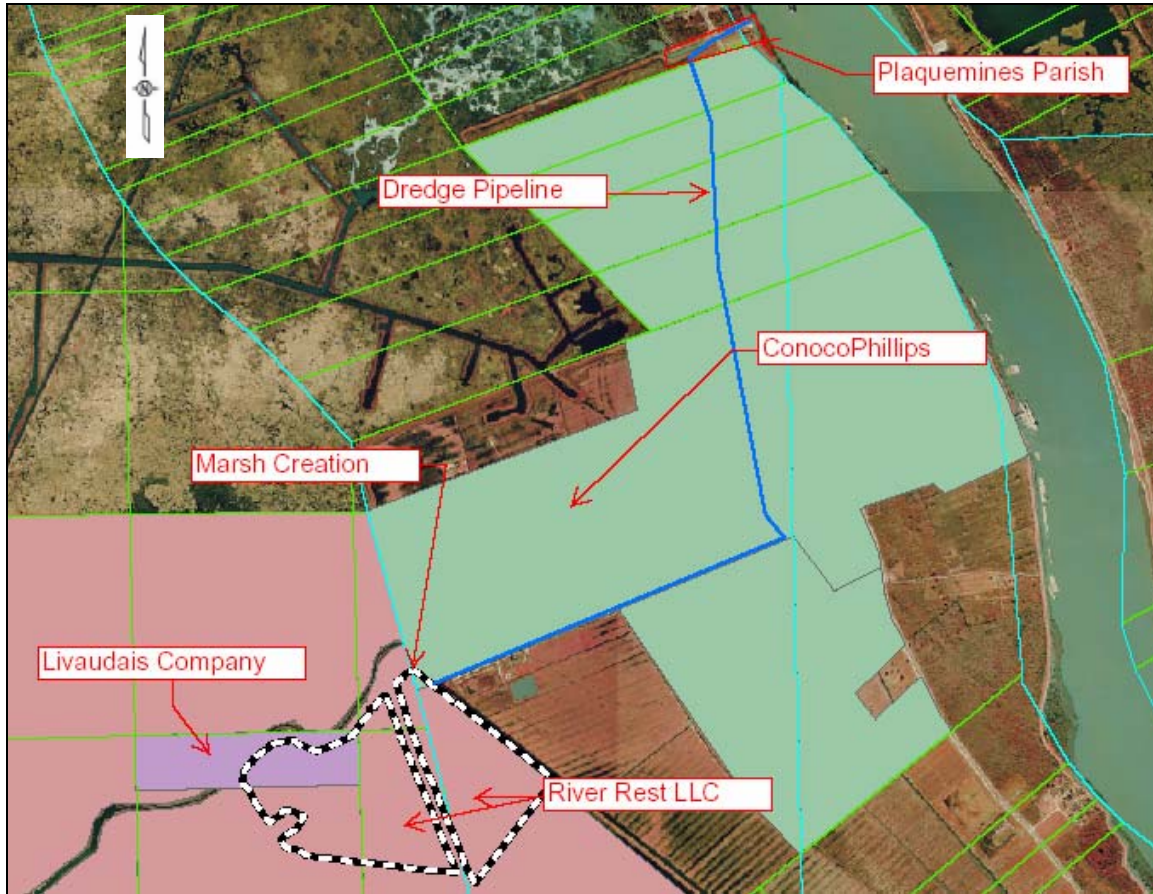 N
Plaquemines Parish
Dredge Pipeline
ConocoPhillips
Marsh Creation
Livaudais Company
River Rest LLC